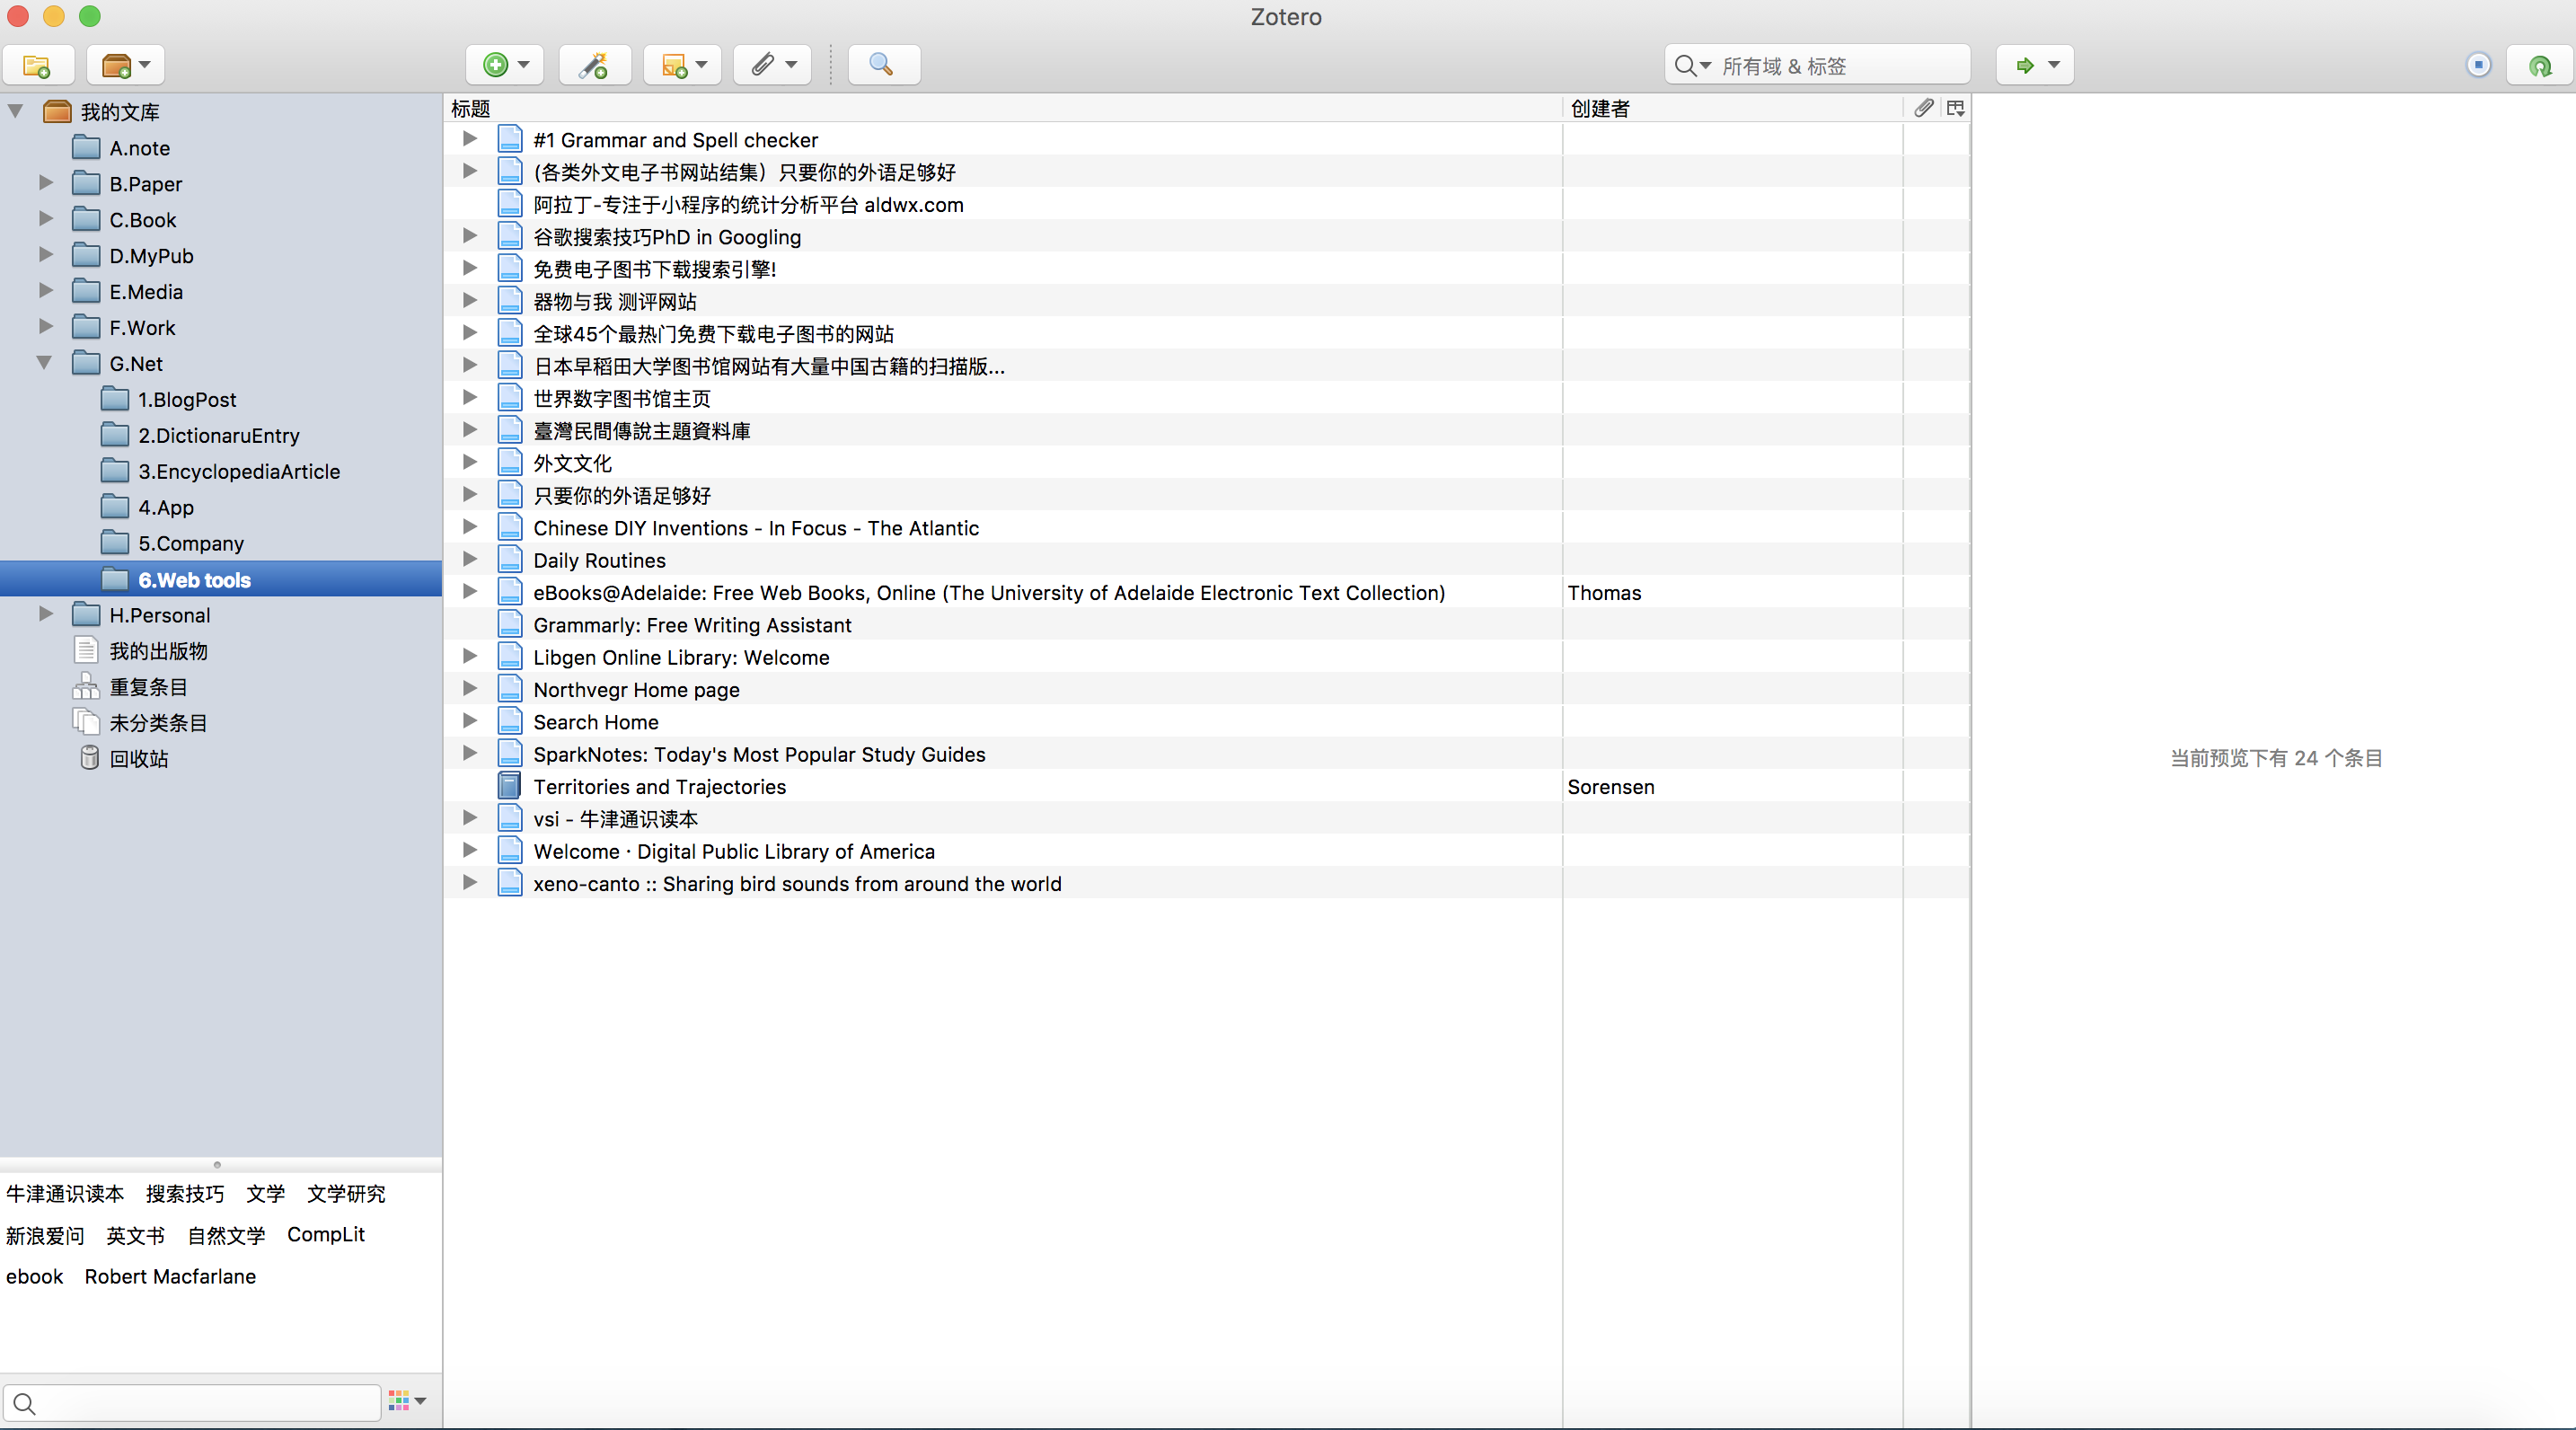 Zotero
所有域 & 标签
我的文库
A.note
B.Paper
C.Book
D.MyPub
E.Media
F.Work
G.Net
1.BlogPost
2.DictionaruEntry
3.EncyclopediaArticle
4.App
5.Company
6.Web tools
H.Personal
我的出版物
重复条目
未分类条目
回收站
牛津通识读本 搜索技巧 文学 文学研究
新浪爱问 英文书 自然文学 CompLit
ebook Robert Macfarlane
标题 创建者
#1 Grammar and Spell checker
(各类外文电子书网站结集）只要你的外语足够好
阿拉丁-专注于小程序的统计分析平台 aldwx.com
谷歌搜索技巧PhD in Googling
免费电子图书下载搜索引擎!
器物与我 测评网站
全球45个最热门免费下载电子图书的网站
日本早稻田大学图书馆网站有大量中国古籍的扫描版...
世界数字图书馆主页
臺灣民間傳說主題資料庫
外文文化
只要你的外语足够好
Chinese DIY Inventions - In Focus - The Atlantic
Daily Routines
eBooks@Adelaide: Free Web Books, Online (The University of Adelaide Electronic Text Collection) Thomas
Grammarly: Free Writing Assistant
Libgen Online Library: Welcome
Northvegr Home page
Search Home
SparkNotes: Today's Most Popular Study Guides
Territories and Trajectories Sorensen
vsi - 牛津通识读本
Welcome · Digital Public Library of America
xeno-canto :: Sharing bird sounds from around the world
当前预览下有 24 个条目